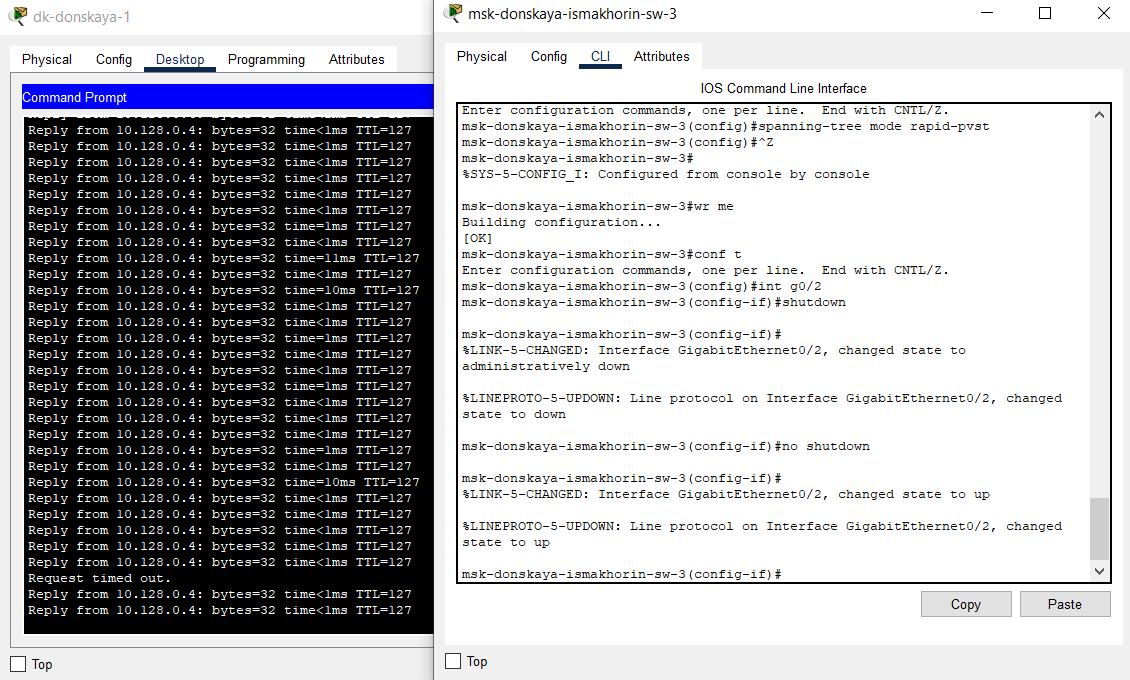 dk-donskaya-1
Physical Config Desktop Programming Attributes
Command Prompt
Reply from 10.128.0.4: bytes=32 time<1ms TTL=127
Reply from 10.128.0.4: bytes=32 time<1ms TTL=127
Reply from 10.128.0.4: bytes=32 time<1ms TTL=127
Reply from 10.128.0.4: bytes=32 time<1ms TTL=127
Reply from 10.128.0.4: bytes=32 time<1ms TTL=127
Reply from 10.128.0.4: bytes=32 time<1ms TTL=127
Reply from 10.128.0.4: bytes=32 time=1ms TTL=127
Reply from 10.128.0.4: bytes=32 time<1ms TTL=127
Reply from 10.128.0.4: bytes=32 time=11ms TTL=127
Reply from 10.128.0.4: bytes=32 time<1ms TTL=127
Reply from 10.128.0.4: bytes=32 time=10ms TTL=127
Reply from 10.128.0.4: bytes=32 time<1ms TTL=127
Reply from 10.128.0.4: bytes=32 time<1ms TTL=127
Reply from 10.128.0.4: bytes=32 time=1ms TTL=127
Reply from 10.128.0.4: bytes=32 time<1ms TTL=127
Reply from 10.128.0.4: bytes=32 time<1ms TTL=127
Reply from 10.128.0.4: bytes=32 time<1ms TTL=127
Reply from 10.128.0.4: bytes=32 time<1ms TTL=127
Reply from 10.128.0.4: bytes=32 time<1ms TTL=127
Reply from 10.128.0.4: bytes=32 time<1ms TTL=127
Reply from 10.128.0.4: bytes=32 time=1ms TTL=127
Reply from 10.128.0.4: bytes=32 time=1ms TTL=127
Reply from 10.128.0.4: bytes=32 time=10ms TTL=127
Reply from 10.128.0.4: bytes=32 time<1ms TTL=127
Reply from 10.128.0.4: bytes=32 time<1ms TTL=127
Reply from 10.128.0.4: bytes=32 time<1ms TTL=127
Reply from 10.128.0.4: bytes=32 time<1ms TTL=127
Reply from 10.128.0.4: bytes=32 time<1ms TTL=127
Request timed out.
Reply from 10.128.0.4: bytes=32 time<1ms TTL=127
Reply from 10.128.0.4: bytes=32 time<1ms TTL=127
Top
msk-donskaya-ismakhorin-sw-3
Physical Config CLI Attributes
IOS Command Line Interface
Enter configuration commands, one per line.  End with CNTL/Z.
msk-donskaya-ismakhorin-sw-3(config)#spanning-tree mode rapid-pvst
msk-donskaya-ismakhorin-sw-3(config)#^Z
msk-donskaya-ismakhorin-sw-3#
%SYS-5-CONFIG_I: Configured from console by console
msk-donskaya-ismakhorin-sw-3#wr me
Building configuration...
[OK]
msk-donskaya-ismakhorin-sw-3#conf t
Enter configuration commands, one per line.  End with CNTL/Z.
msk-donskaya-ismakhorin-sw-3(config)#int g0/2
msk-donskaya-ismakhorin-sw-3(config-if)#shutdown
msk-donskaya-ismakhorin-sw-3(config-if)#
%LINK-5-CHANGED: Interface GigabitEthernet0/2, changed state to
administratively down
%LINEPROTO-5-UPDOWN: Line protocol on Interface GigabitEthernet0/2, changed
state to down
msk-donskaya-ismakhorin-sw-3(config-if)#no shutdown
msk-donskaya-ismakhorin-sw-3(config-if)#
%LINK-5-CHANGED: Interface GigabitEthernet0/2, changed state to up
%LINEPROTO-5-UPDOWN: Line protocol on Interface GigabitEthernet0/2, changed
state to up
msk-donskaya-ismakhorin-sw-3(config-if)#
Copy Paste
Top